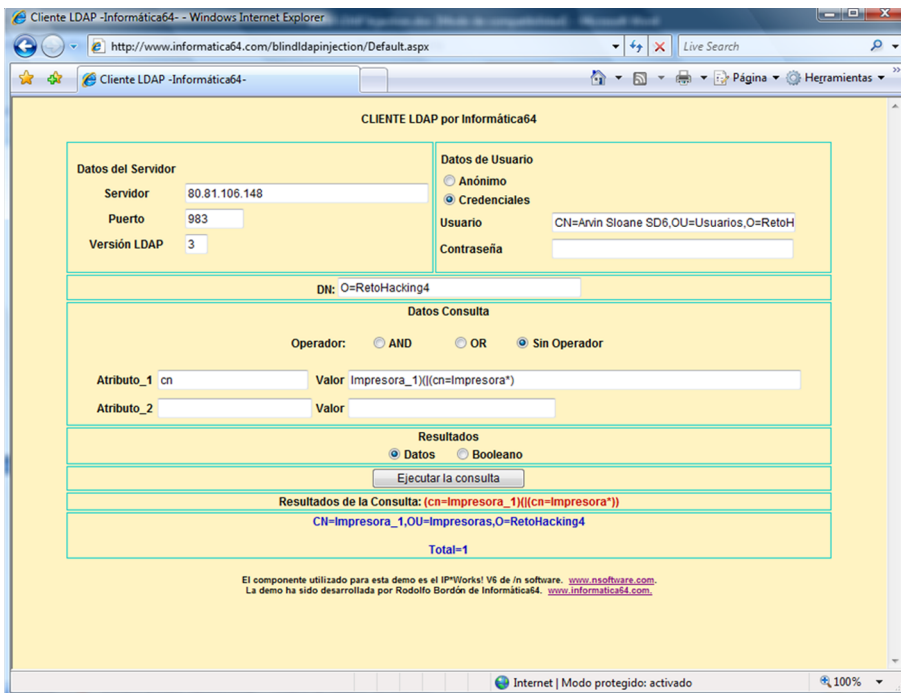 Cliente LDAP -Informática64- - Windows Internet Explorer
http://www.informatica64.com/blindldapinjection/Default.aspx
Live Search
Cliente LDAP -Informática64-
Página
Herramientas
CLIENTE LDAP por Informática64
Datos del Servidor
Servidor 80.81.106.148
Puerto 983
Versión LDAP 3
Datos de Usuario
Anónimo
Credenciales
Usuario CN=Arvin Sloane SD6,OU=Usuarios,O=RetoH
Contraseña
DN: O=RetoHacking4
Datos Consulta
Operador: AND OR Sin Operador
Atributo_1 cn Valor Impresora_1)(|(cn=Impresora*)
Atributo_2 Valor
Resultados
Datos Booleano
Ejecutar la consulta
Resultados de la Consulta: (cn=Impresora_1)(|(cn=Impresora*))
CN=Impresora_1,OU=Impresoras,O=RetoHacking4
Total=1
El componente utilizado para esta demo es el IP*Works! V6 de /n software. www.nsoftware.com.
La demo ha sido desarrollada por Rodolfo Bordón de Informática64. www.informatica64.com.
Internet | Modo protegido: activado
100%